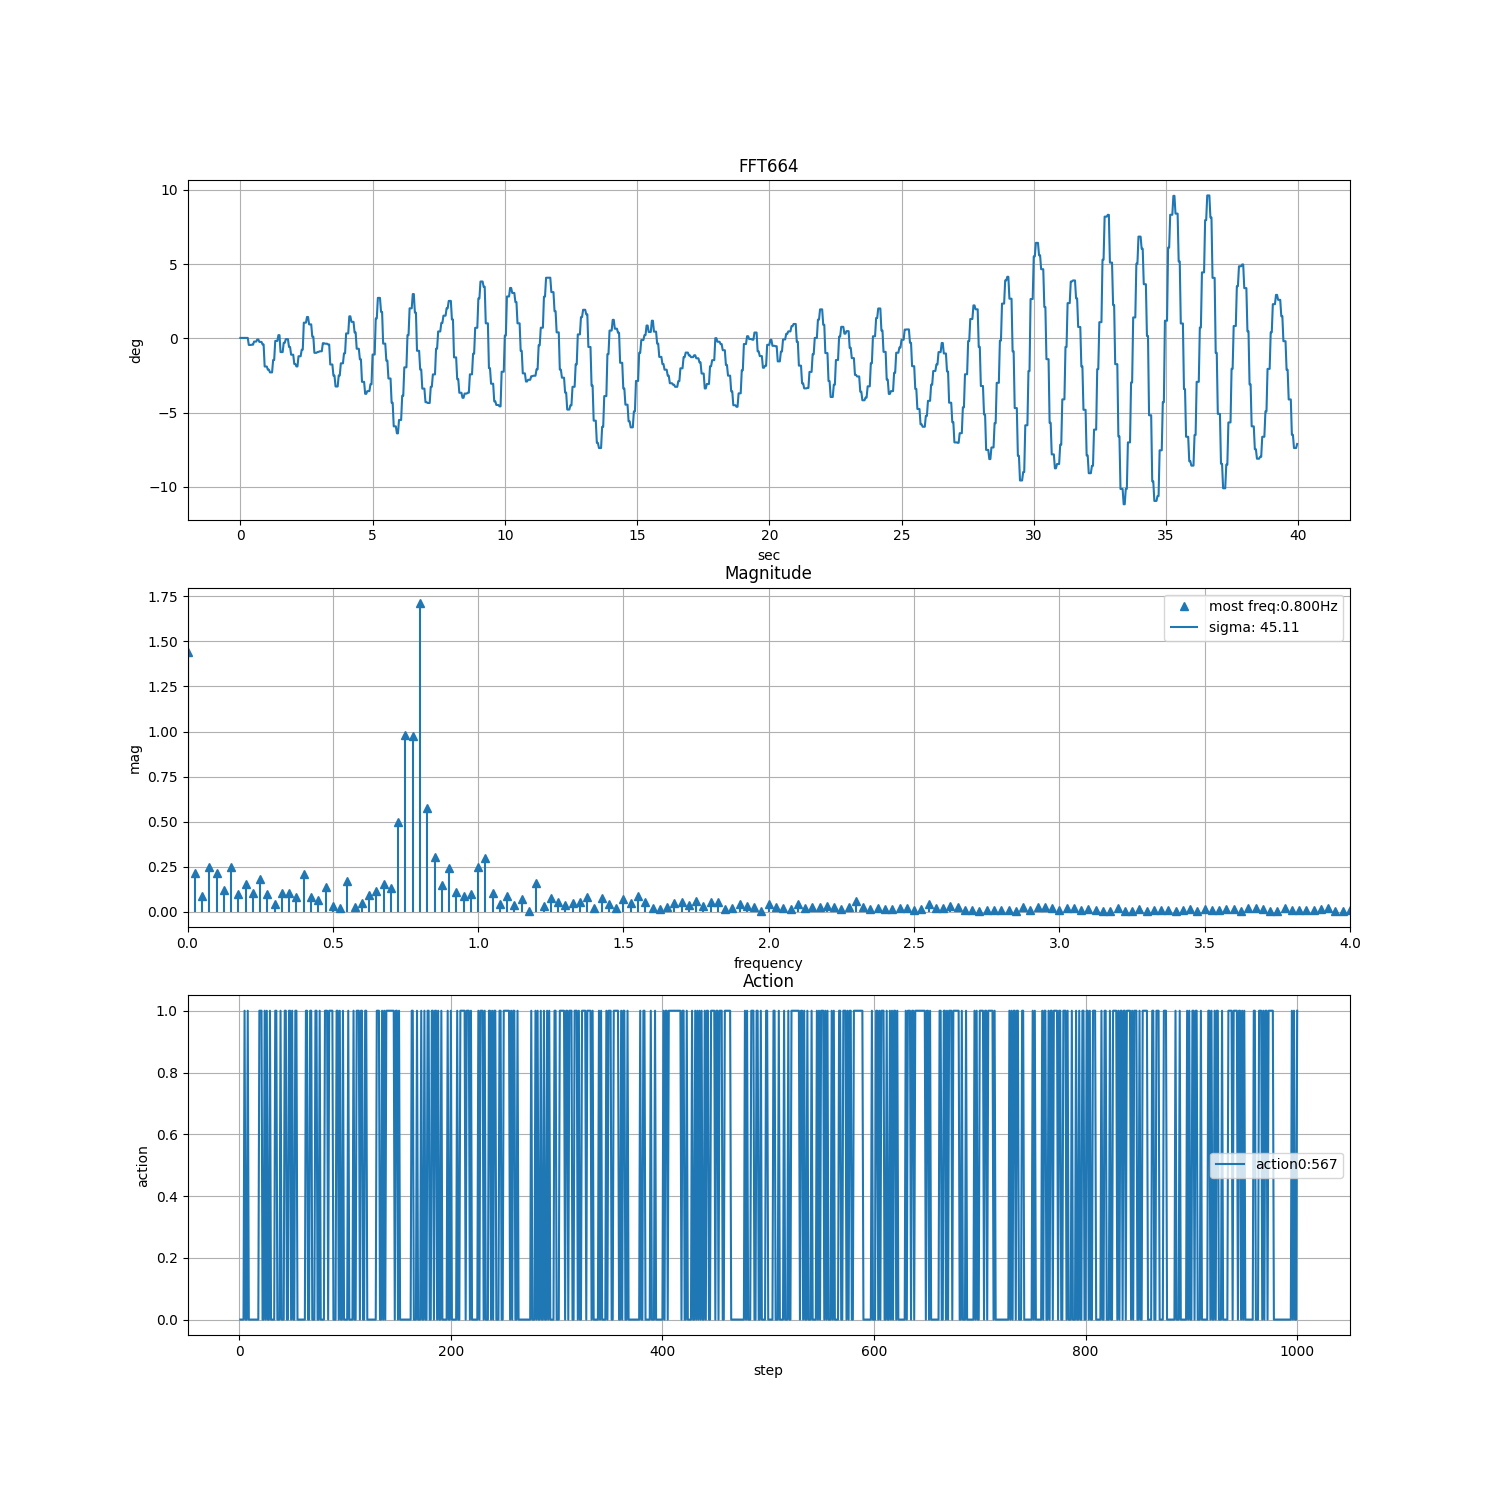 FFT664
10
5
0
−5
−10
deg
0 5 10 15 20 25 30 35 40
sec
Magnitude
1.75
1.50
1.25
1.00
0.75
0.50
0.25
0.00
mag
most freq:0.800Hz
sigma: 45.11
0.0 0.5 1.0 1.5 2.0 2.5 3.0 3.5 4.0
frequency
Action
1.0
0.8
0.6
0.4
0.2
0.0
action
action0:567
0 200 400 600 800 1000
step